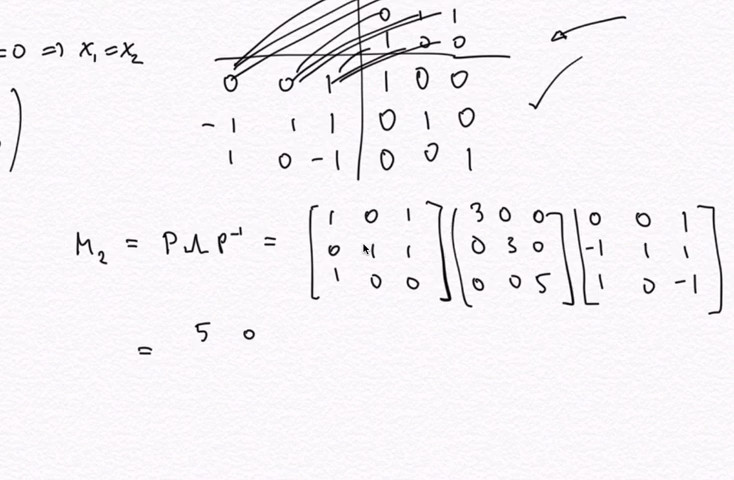 0 1 1
1 0 0
=0 => x₁ = x₂
0 0 1 | 1 0 0
-1 1 1 | 0 1 0
1 0 -1 | 0 0 1
M₂ = PΛP⁻¹ = [1 0 1; 0 1 1; 1 0 0] [3 0 0; 0 3 0; 0 0 5] [0 0 1; -1 1 1; 1 0 -1]
= 5 0